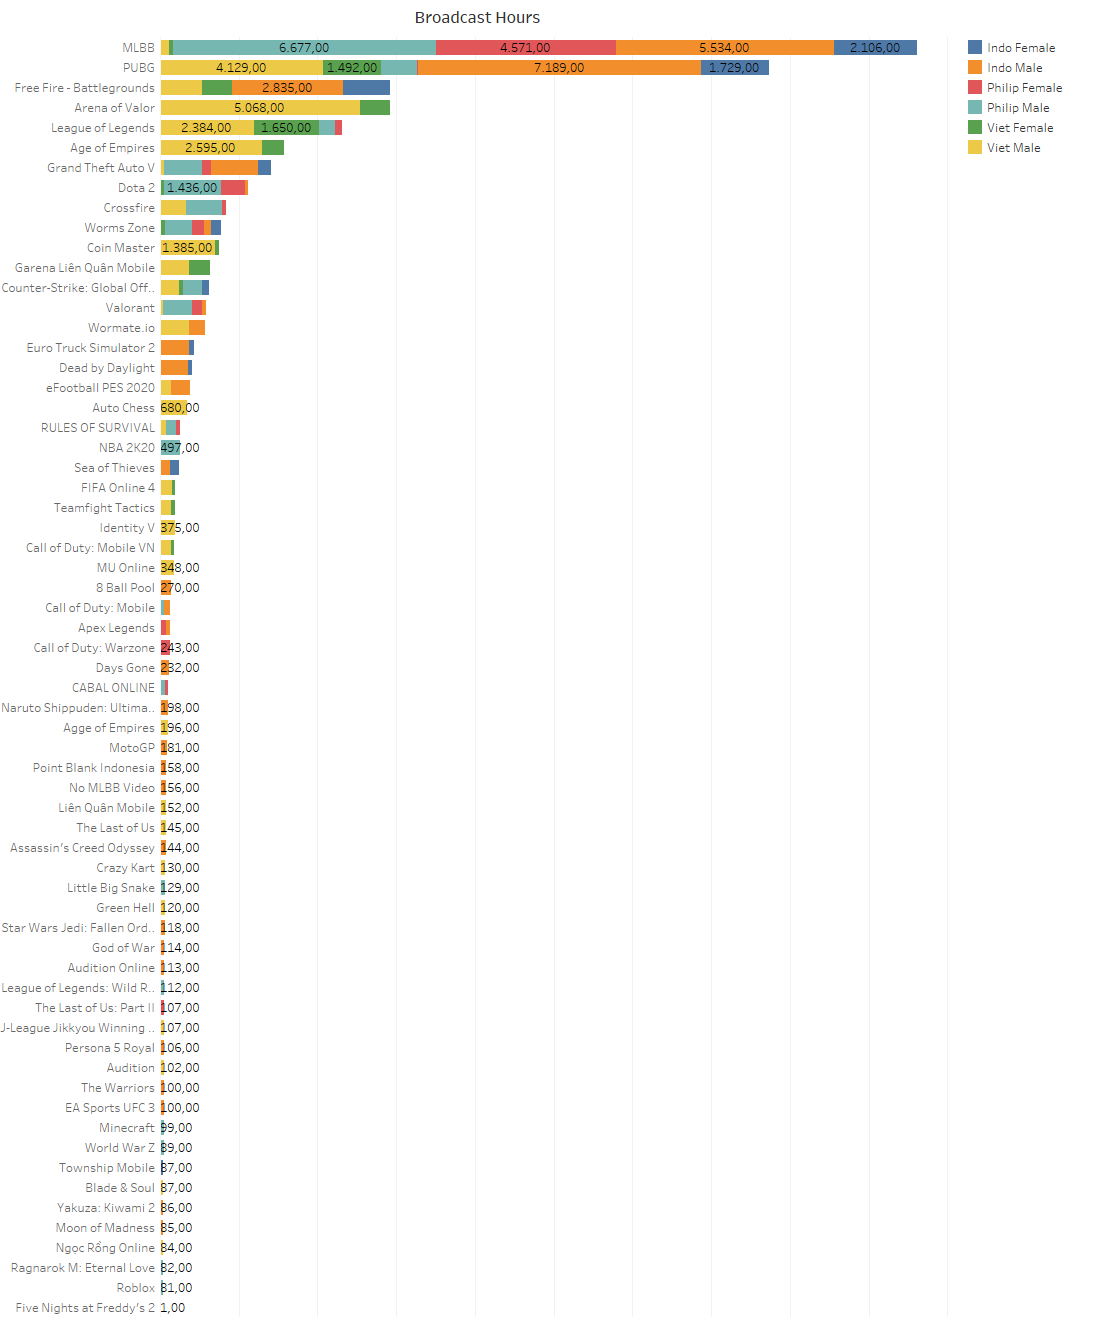 Broadcast Hours
MLBB 6.677,00 4.571,00 5.534,00 2.106,00
PUBG 4.129,00 1.492,00 7.189,00 1.729,00
Free Fire - Battlegrounds 2.835,00
Arena of Valor 5.068,00
League of Legends 2.384,00 1.650,00
Age of Empires 2.595,00
Grand Theft Auto V
Dota 2 1.436,00
Crossfire
Worms Zone
Coin Master 1.385,00
Garena Liên Quân Mobile
Counter-Strike: Global Off..
Valorant
Wormate.io
Euro Truck Simulator 2
Dead by Daylight
eFootball PES 2020
Auto Chess 680,00
RULES OF SURVIVAL
NBA 2K20 497,00
Sea of Thieves
FIFA Online 4
Teamfight Tactics
Identity V 375,00
Call of Duty: Mobile VN
MU Online 348,00
8 Ball Pool 270,00
Call of Duty: Mobile
Apex Legends
Call of Duty: Warzone 243,00
Days Gone 232,00
CABAL ONLINE
Naruto Shippuden: Ultima.. 198,00
Agge of Empires 196,00
MotoGP 181,00
Point Blank Indonesia 158,00
No MLBB Video 156,00
Liên Quân Mobile 152,00
The Last of Us 145,00
Assassin's Creed Odyssey 144,00
Crazy Kart 130,00
Little Big Snake 129,00
Green Hell 120,00
Star Wars Jedi: Fallen Ord.. 118,00
God of War 114,00
Audition Online 113,00
League of Legends: Wild R.. 112,00
The Last of Us: Part II 107,00
J-League Jikkyou Winning .. 107,00
Persona 5 Royal 106,00
Audition 102,00
The Warriors 100,00
EA Sports UFC 3 100,00
Minecraft 99,00
World War Z 89,00
Township Mobile 87,00
Blade & Soul 87,00
Yakuza: Kiwami 2 86,00
Moon of Madness 85,00
Ngọc Rồng Online 84,00
Ragnarok M: Eternal Love 82,00
Roblox 81,00
Five Nights at Freddy's 2 1,00
Indo Female
Indo Male
Philip Female
Philip Male
Viet Female
Viet Male